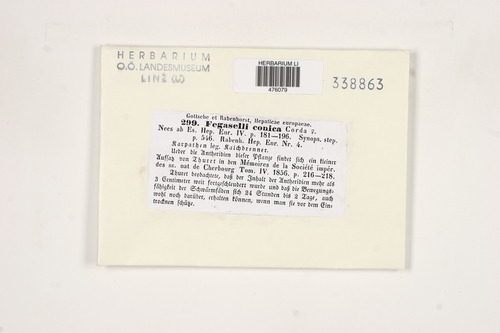 HERBARIUM
O.Ö. LANDESMUSEUM
LINZ (a)
HERBARIUM LI
476079
338863
Gottsche et Rabenhorst, Hepaticae europaeae.
299. Fegaselli conica Corda 2.
Nees ab Es. Hep. Eur. IV. p. 181—196. Synops. step.
p. 546. Rabenh. Hep. Eur. Nr. 4.
Karpathen leg. Kalchbrenner.
Ueber die Antheridien dieser Pflanze findet sich ein kleiner
Aufsatz von Thuret in den Mémoires de la Société impér.
des sc. nat de Cherbourg Tom. IV. 1856. p. 216—218.
Thuret beobachtete, daß der Inhalt der Antheridien mehr als
3 Centimeter weit fortgeschleudert wurde und daß die Bewegungs-
fähigkeit der Schwärmfäden sich 24 Stunden bis 2 Tage, auch
wohl noch darüber, erhalten können, wenn man sie vor dem Ein-
trocknen schütze.